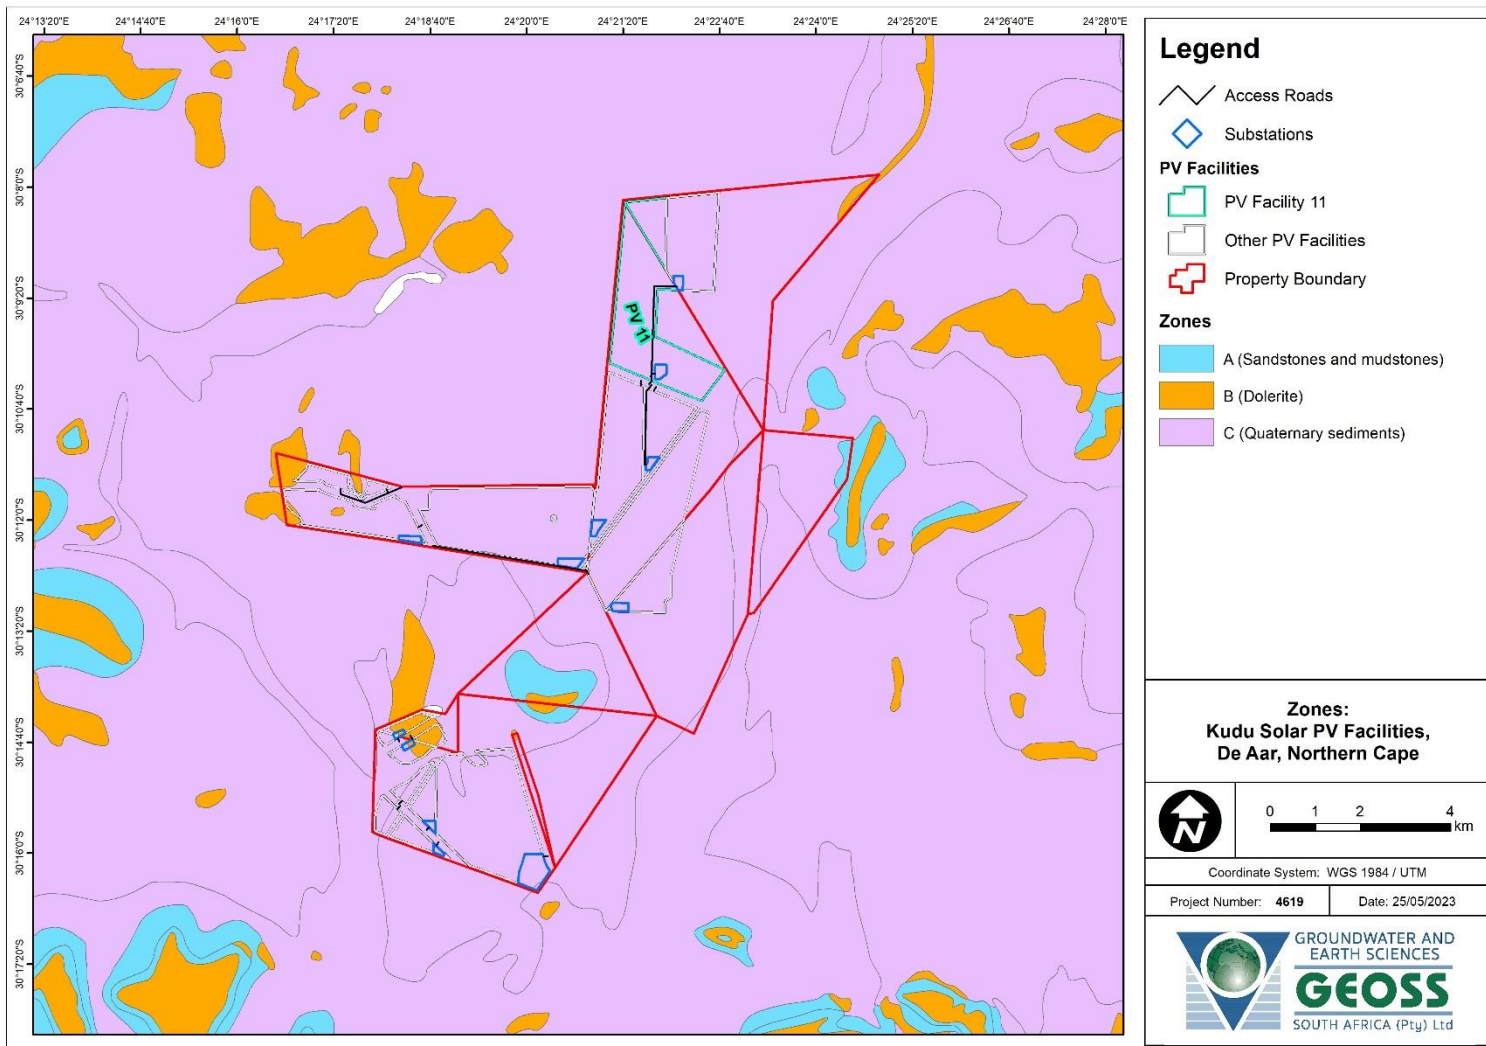 24°13'20"E 24°14'40"E 24°16'0"E 24°17'20"E 24°18'40"E 24°20'0"E 24°21'20"E 24°22'40"E 24°24'0"E 24°25'20"E 24°26'40"E 24°28'0"E
30°6'40"S
30°8'0"S
30°9'20"S
30°10'40"S
30°12'0"S
30°13'20"S
30°14'40"S
30°16'0"S
30°17'20"S
PV 11
Legend
Access Roads
Substations
PV Facilities
PV Facility 11
Other PV Facilities
Property Boundary
Zones
A (Sandstones and mudstones)
B (Dolerite)
C (Quaternary sediments)
Zones:
Kudu Solar PV Facilities,
De Aar, Northern Cape
N
0 1 2 4
km
Coordinate System: WGS 1984 / UTM
Project Number: 4619 Date: 25/05/2023
GROUNDWATER AND
EARTH SCIENCES
GEOSS
SOUTH AFRICA (Pty) Ltd